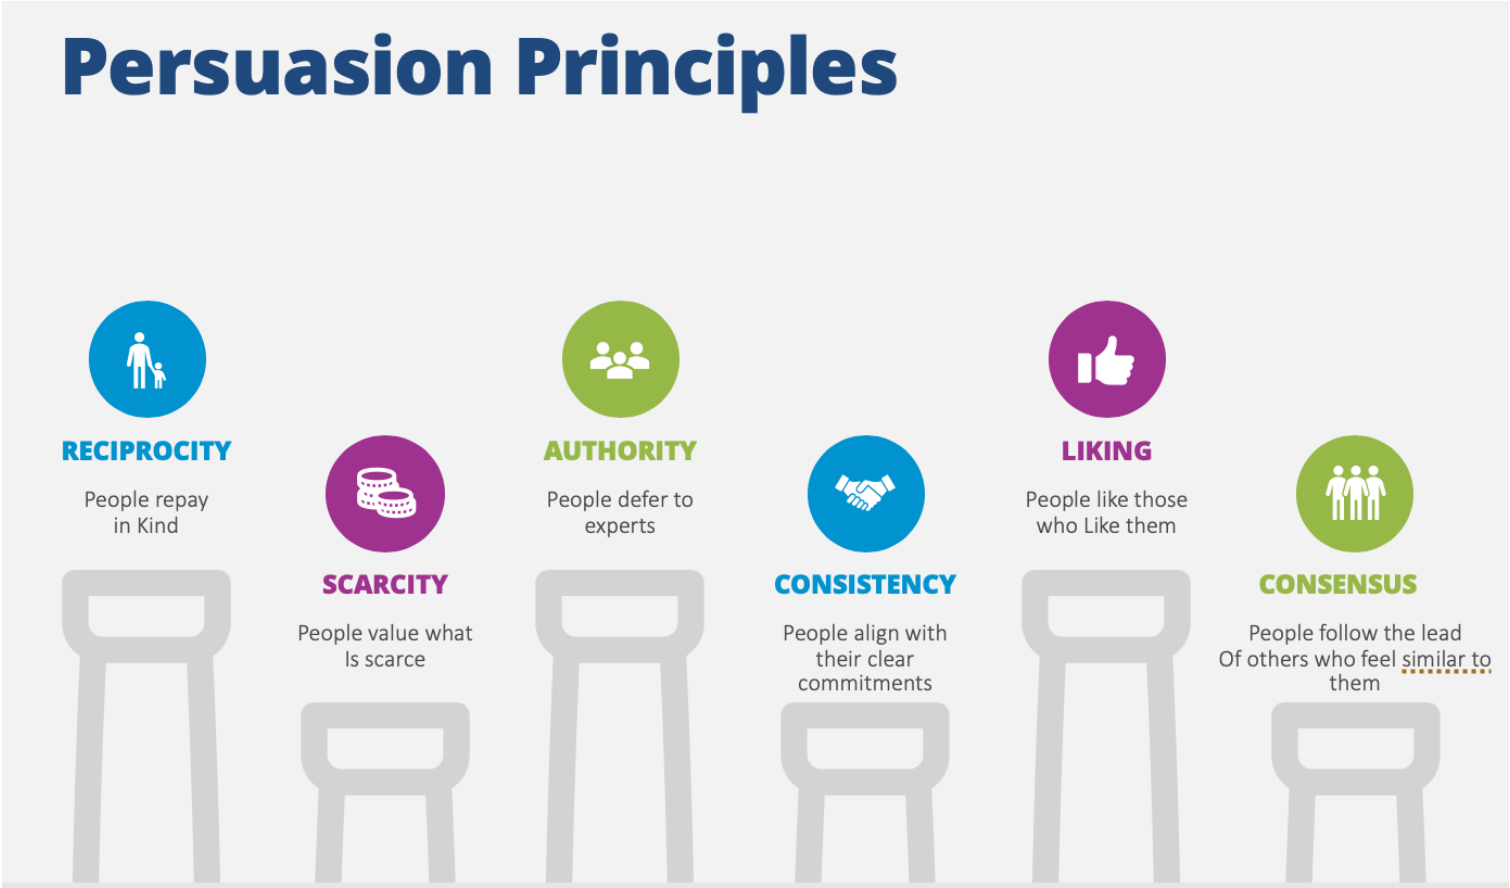 Persuasion Principles
RECIPROCITY
People repay
in Kind
SCARCITY
People value what
Is scarce
AUTHORITY
People defer to
experts
CONSISTENCY
People align with
their clear
commitments
LIKING
People like those
who Like them
CONSENSUS
People follow the lead
Of others who feel similar to
them